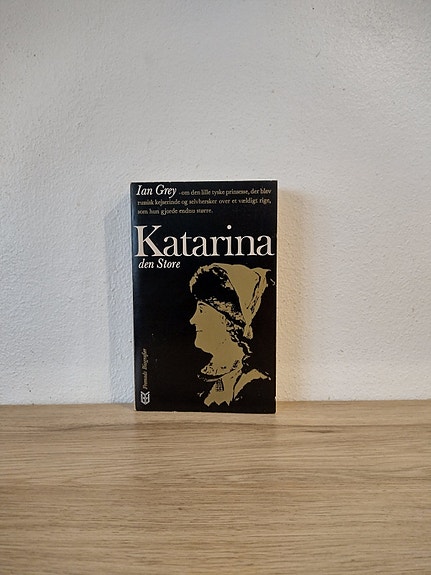 Ian Grey - om den lille tyske prinsesse, der blev
russisk kejserinde og selvhersker over et vældigt rige,
som hun gjorde endnu større.
Katarina
den Store
Fremads Biografier